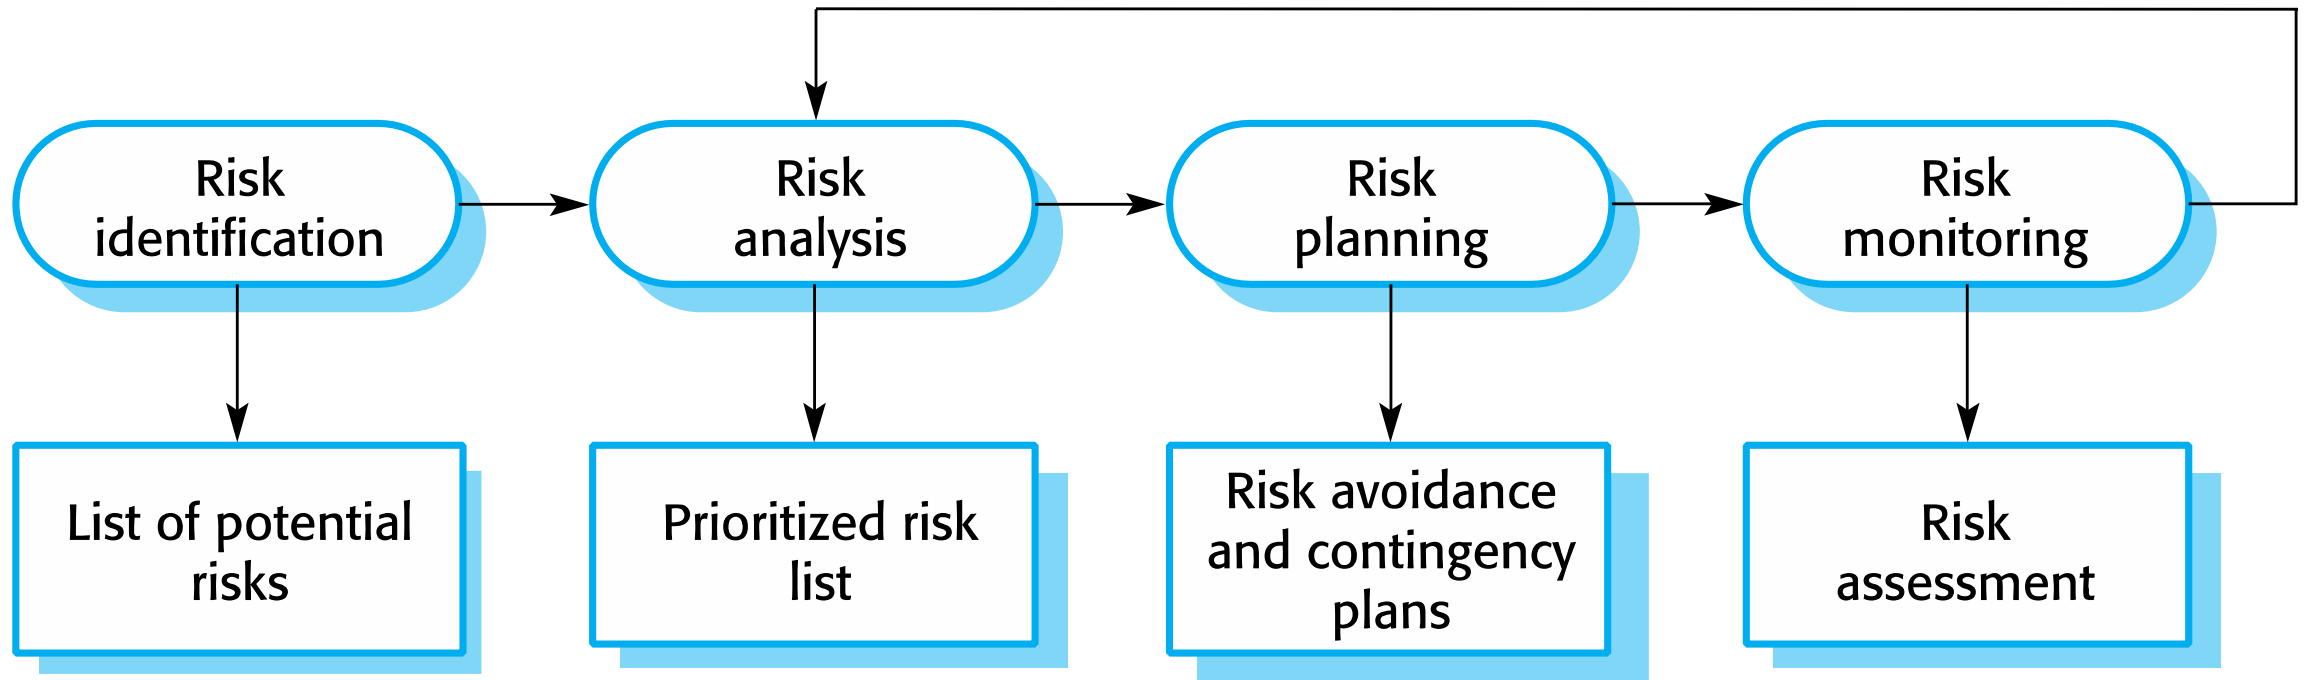 Risk
identification
Risk
analysis
Risk
planning
Risk
monitoring
List of potential
risks
Prioritized risk
list
Risk avoidance
and contingency
plans
Risk
assessment